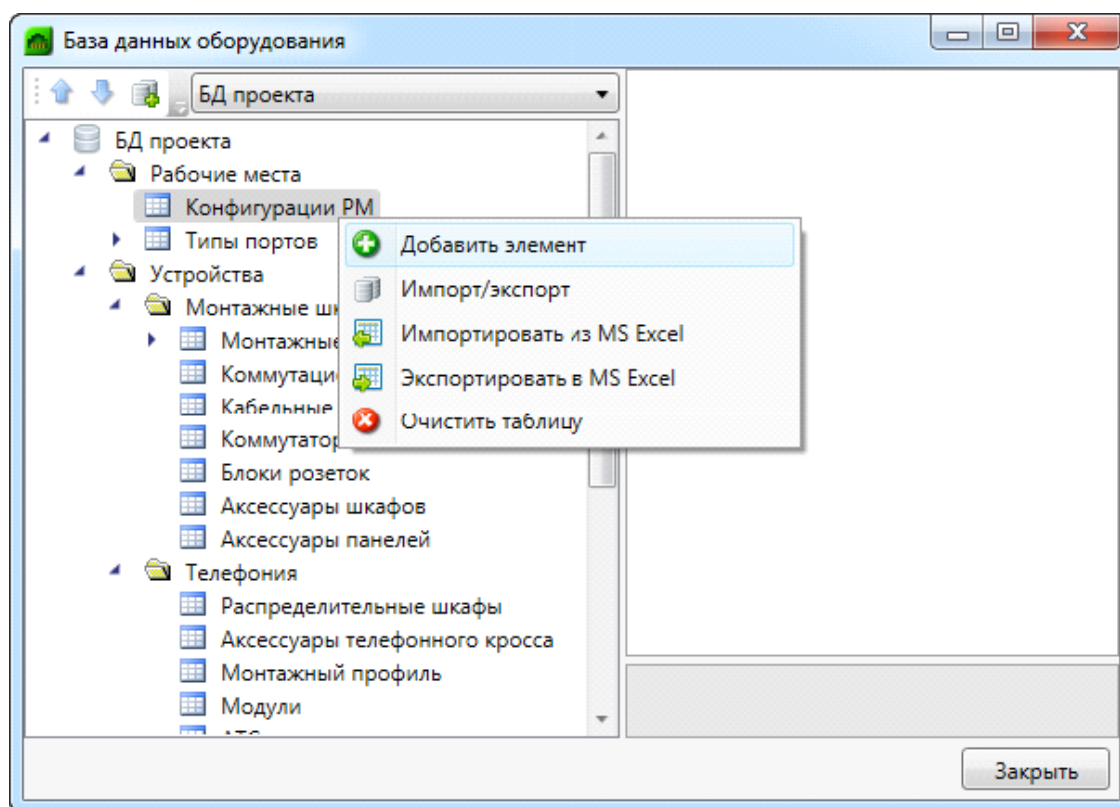 База данных оборудования
БД проекта
БД проекта
Рабочие места
Конфигурации РМ
Типы портов
Добавить элемент
Устройства
Импорт/экспорт
Монтажные
Импортировать из MS Excel
Монтажные
Экспортировать в MS Excel
Кабельные
Очистить таблицу
Блоки розеток
Аксессуары шкафов
Аксессуары панелей
Телефония
Распределительные шкафы
Аксессуары телефонного кросса
Монтажный профиль
Модули
Закрыть